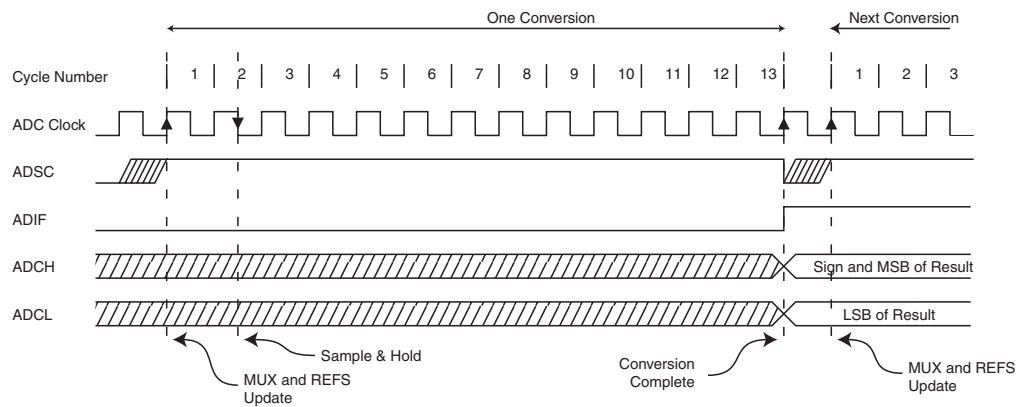 One Conversion
Next Conversion
Cycle Number 1 2 3 4 5 6 7 8 9 10 11 12 13 1 2 3
ADC Clock
ADSC
ADIF
ADCH
Sign and MSB of Result
ADCL
LSB of Result
MUX and REFS
Update
Sample & Hold
Conversion
Complete
MUX and REFS
Update